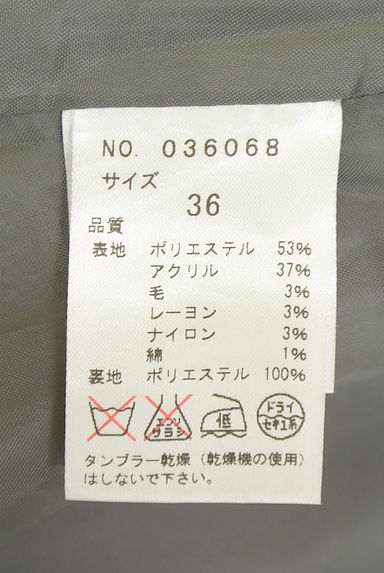 NO. 036068
サイズ
36
品質
表地 ポリエステル 53%
アクリル 37%
毛 3%
レーヨン 3%
ナイロン 3%
綿 1%
裏地 ポリエステル 100%
エンソサラシ 低 ドライセキユ系
タンブラー乾燥（乾燥機の使用）
はしないで下さい。